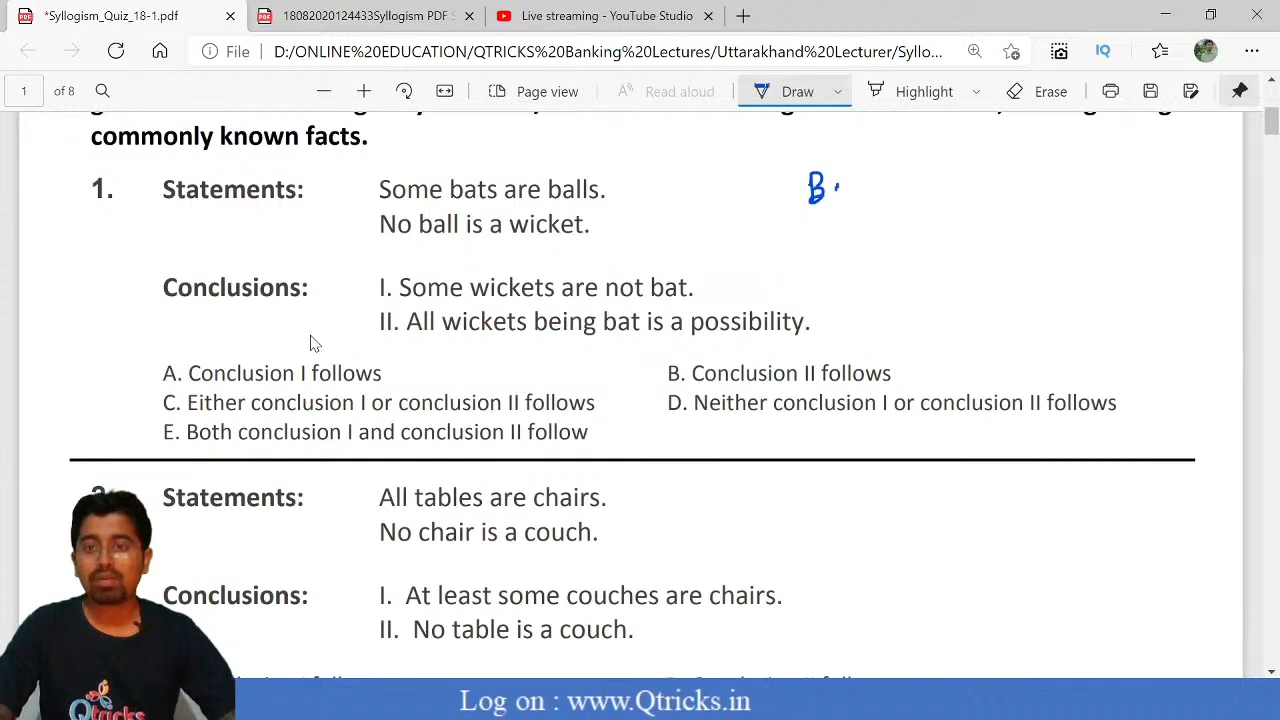 *Syllogism_Quiz_18-1.pdf
18082020124433Syllogism PDF S
Live streaming - YouTube Studio
File
D:/ONLINE%20EDUCATION/QTRICKS%20Banking%20Lectures/Uttarakhand%20Lecturer/Syllo...
IQ
1 of 8
Page view
Read aloud
Draw
Highlight
Erase
commonly known facts.
1. Statements: Some bats are balls.
B
No ball is a wicket.
Conclusions: I. Some wickets are not bat.
II. All wickets being bat is a possibility.
A. Conclusion I follows
B. Conclusion II follows
C. Either conclusion I or conclusion II follows
D. Neither conclusion I or conclusion II follows
E. Both conclusion I and conclusion II follow
Statements: All tables are chairs.
No chair is a couch.
Conclusions: I. At least some couches are chairs.
II. No table is a couch.
Qtricks
Log on : www.Qtricks.in